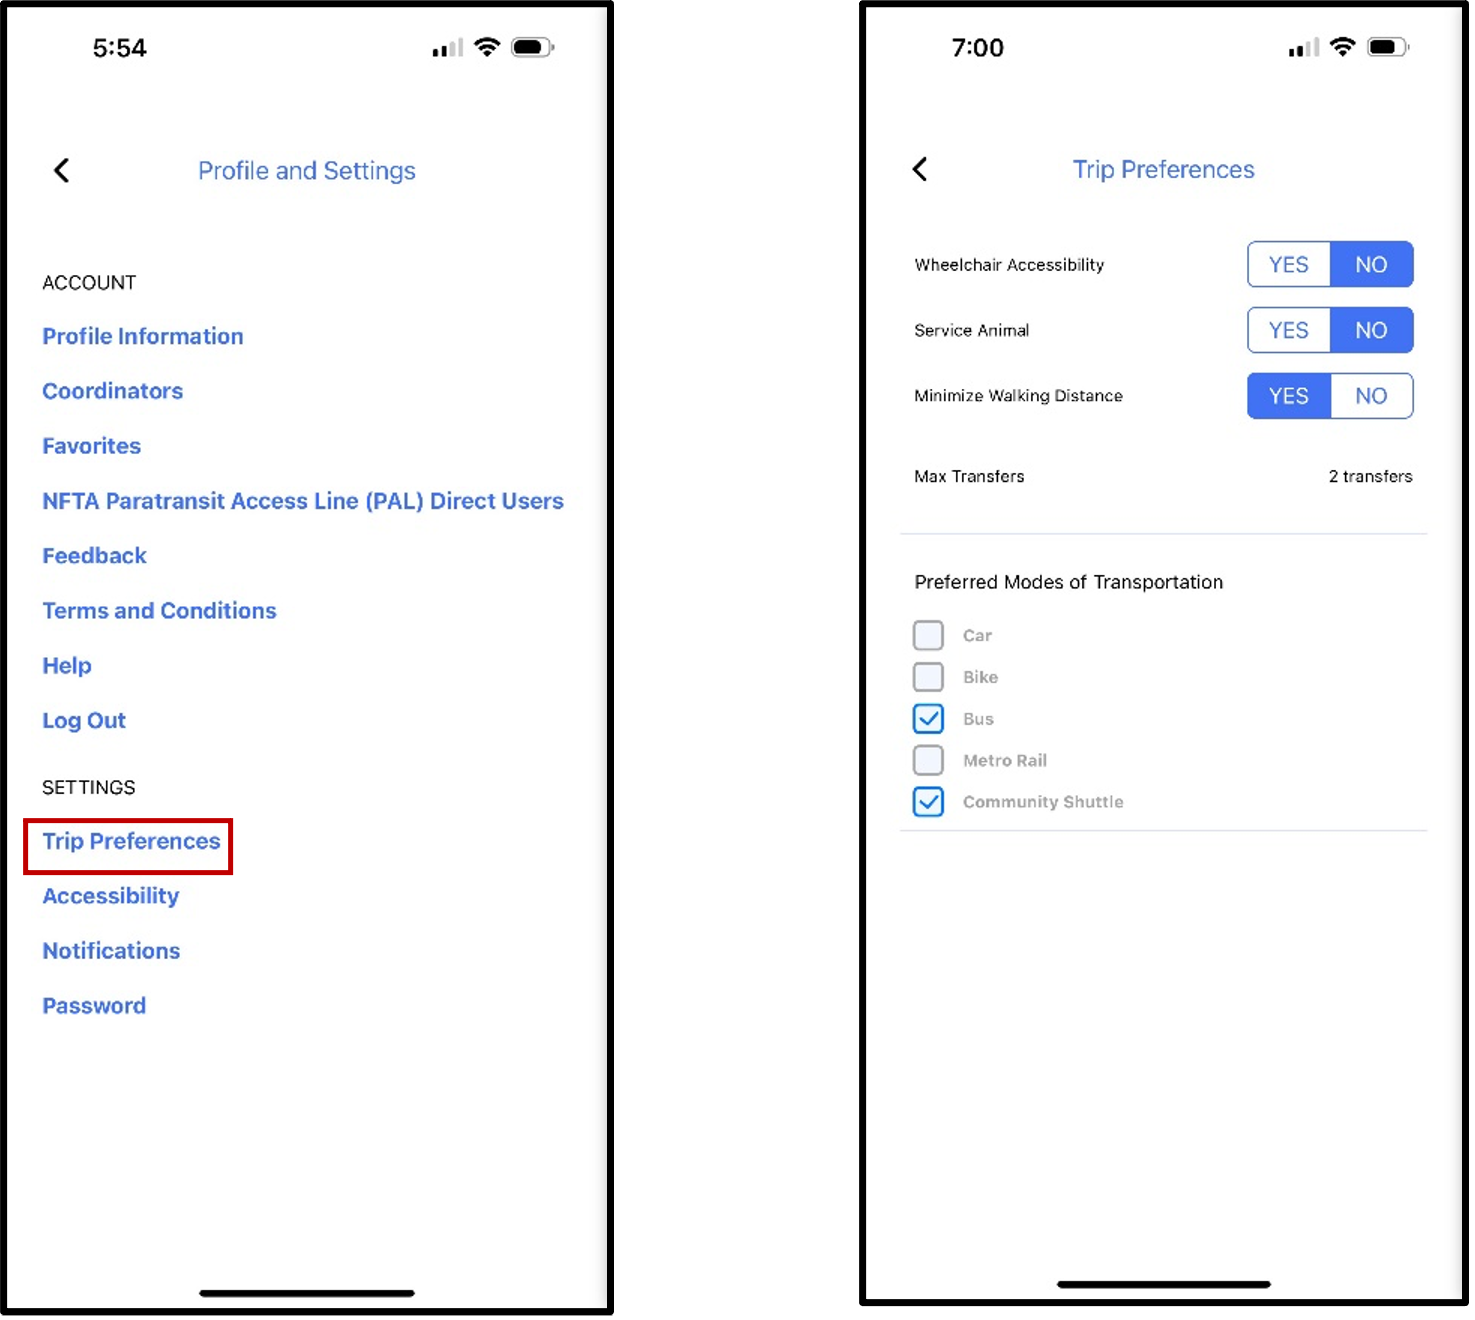 5:54
Profile and Settings
ACCOUNT
Profile Information
Coordinators
Favorites
NFTA Paratransit Access Line (PAL) Direct Users
Feedback
Terms and Conditions
Help
Log Out
SETTINGS
Trip Preferences
Accessibility
Notifications
Password
7:00
Trip Preferences
Wheelchair Accessibility YES NO
Service Animal YES NO
Minimize Walking Distance YES NO
Max Transfers 2 transfers
Preferred Modes of Transportation
Car
Bike
Bus
Metro Rail
Community Shuttle